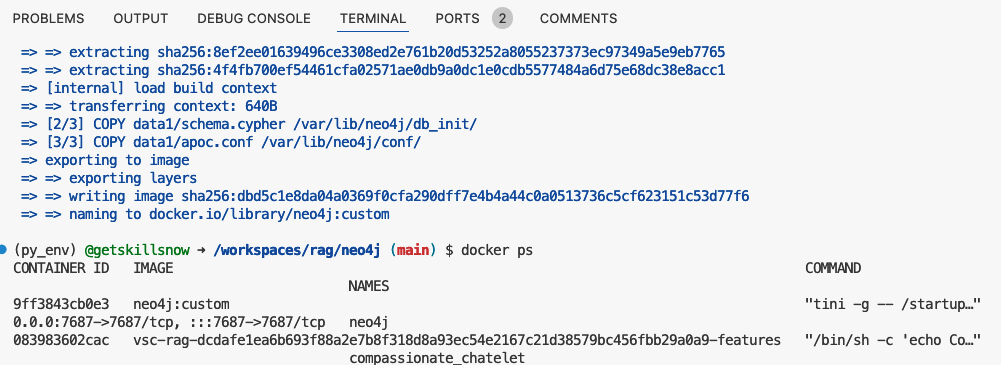 PROBLEMS OUTPUT DEBUG CONSOLE TERMINAL PORTS 2 COMMENTS
=> => extracting sha256:8ef2ee01639496ce3308ed2e761b20d53252a8055237373ec97349a5e9eb7765
=> => extracting sha256:4f4fb700ef54461cfa02571ae0db9a0dc1e0cdb5577484a6d75e68dc38e8acc1
=> [internal] load build context
=> => transferring context: 640B
=> [2/3] COPY data1/schema.cypher /var/lib/neo4j/db_init/
=> [3/3] COPY data1/apoc.conf /var/lib/neo4j/conf/
=> exporting to image
=> => exporting layers
=> => writing image sha256:dbd5c1e8da04a0369f0cfa290dff7e4b4a44c0a0513736c5cf623151c53d77f6
=> => naming to docker.io/library/neo4j:custom
(py_env) @getskillsnow → /workspaces/rag/neo4j (main) $ docker ps
CONTAINER ID IMAGE COMMAND
NAMES
9ff3843cb0e3 neo4j:custom "tini -g -- /startup…"
0.0.0:7687->7687/tcp, :::7687->7687/tcp neo4j
083983602cac vsc-rag-dcdafe1ea6b693f88a2e7b8f318d8a93ec54e2167c21d38579bc456fbb29a0a9-features "/bin/sh -c 'echo Co…"
compassionate_chatelet